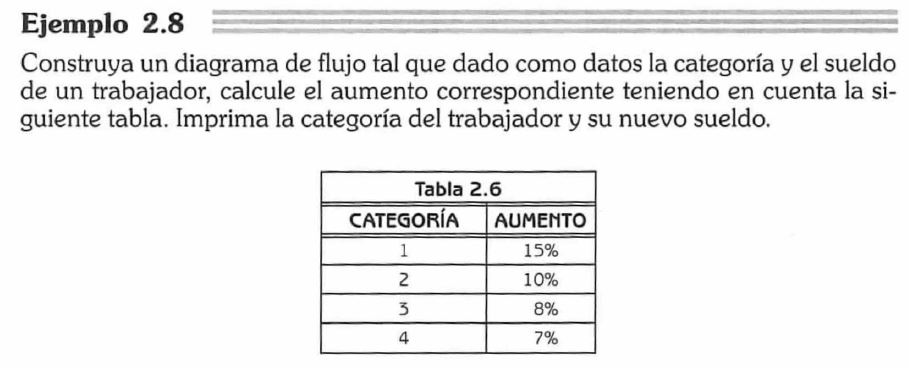 Ejemplo 2.8
Construya un diagrama de flujo tal que dado como datos la categoría y el sueldo
de un trabajador, calcule el aumento correspondiente teniendo en cuenta la si-
guiente tabla. Imprima la categoría del trabajador y su nuevo sueldo.
Tabla 2.6
CATEGORÍA AUMENTO
1 15%
2 10%
3 8%
4 7%